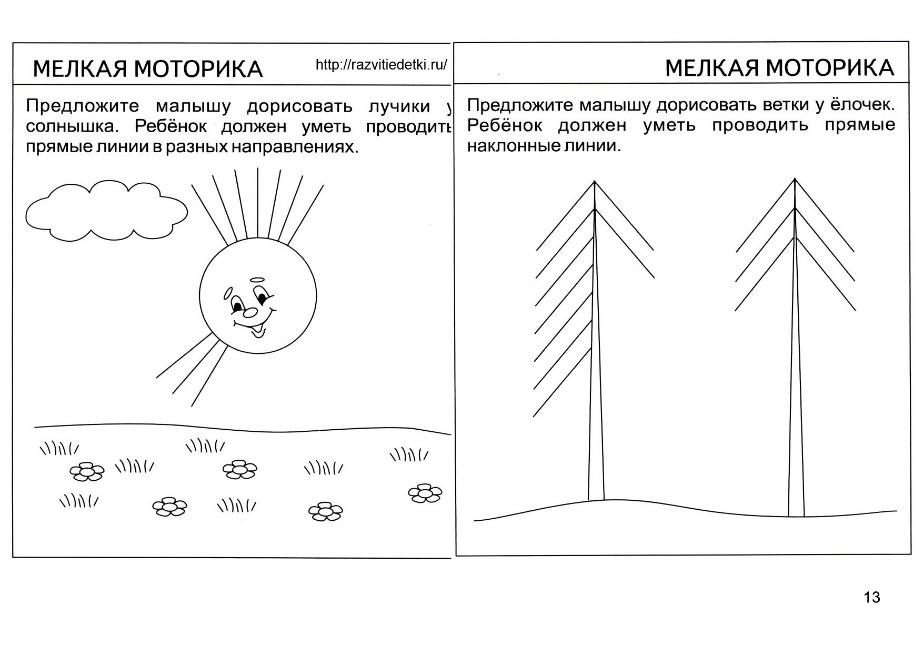 МЕЛКАЯ МОТОРИКА
http://razvitiedetki.ru/
Предложите малышу дорисовать лучики у
солнышка. Ребёнок должен уметь проводить
прямые линии в разных направлениях.
МЕЛКАЯ МОТОРИКА
Предложите малышу дорисовать ветки у ёлочек.
Ребёнок должен уметь проводить прямые
наклонные линии.
13